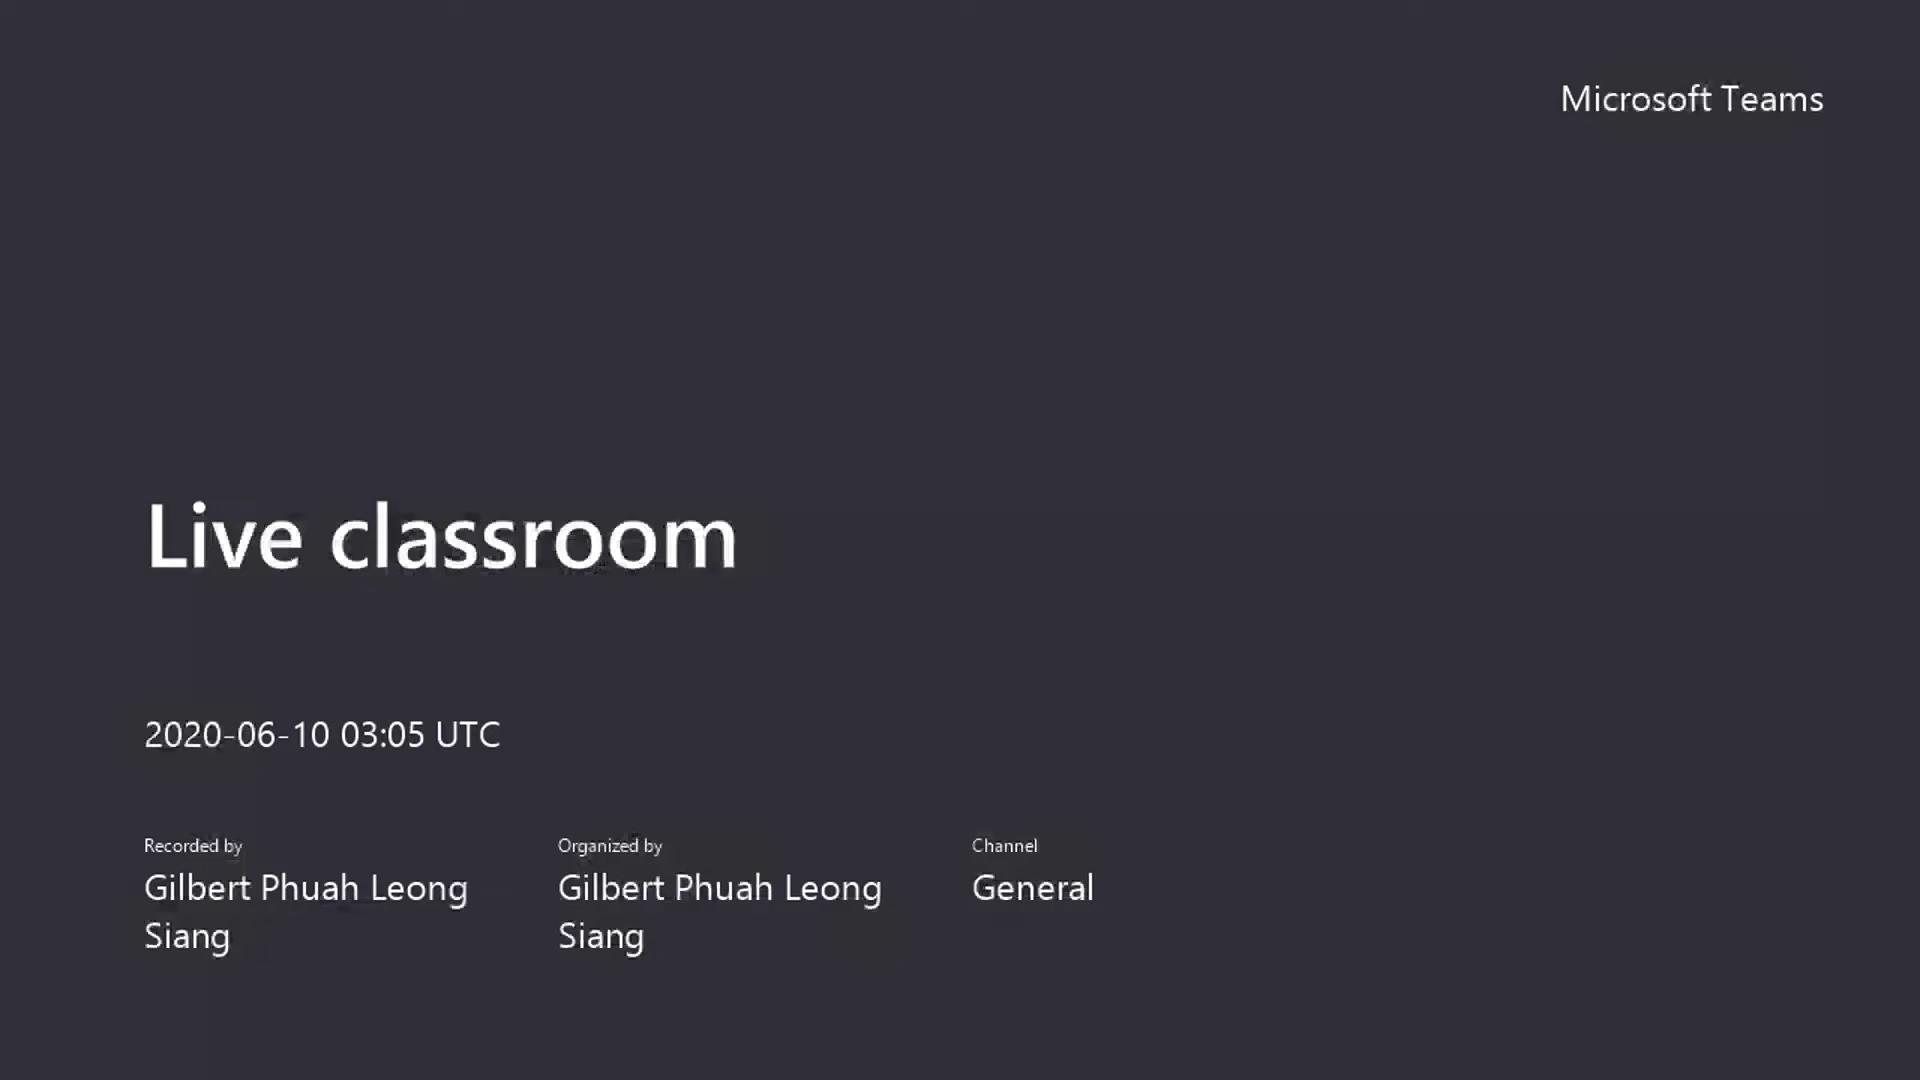 Microsoft Teams
Live classroom
2020-06-10 03:05 UTC
Recorded by
Gilbert Phuah Leong
Siang
Organized by
Gilbert Phuah Leong
Siang
Channel
General